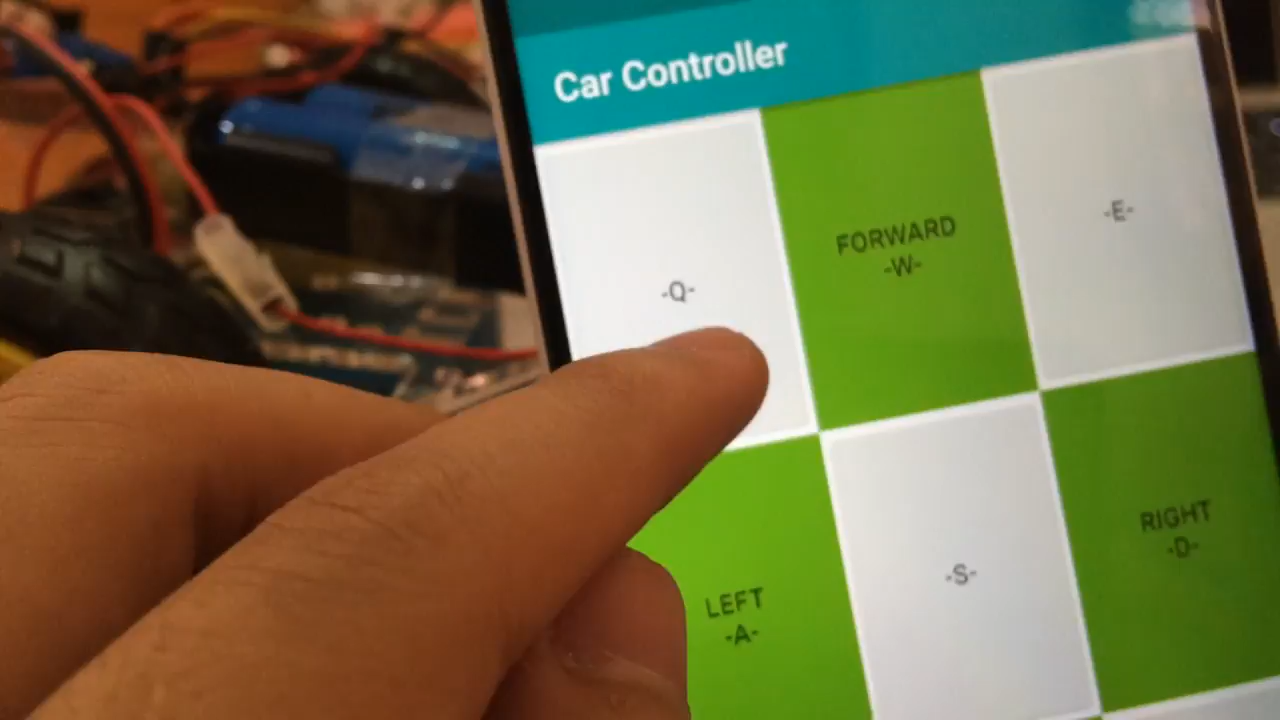 Car Controller
-Q-
FORWARD
-W-
-E-
LEFT
-A-
-S-
RIGHT
-D-